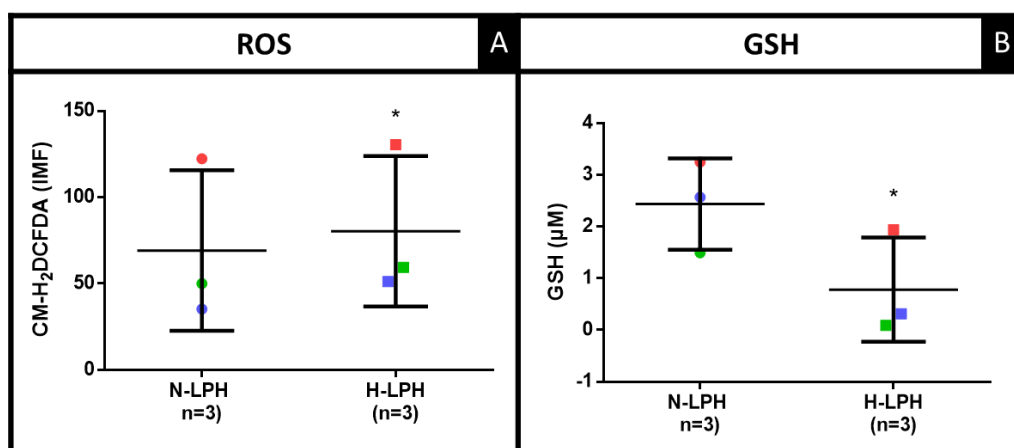 ROS
A
CM-H₂DCFDA (IMF)
150
100
50
0
*
N-LPH
n=3)
H-LPH
(n=3)
GSH
B
GSH (µM)
4
3
2
1
0
-1
*
N-LPH
n=3)
H-LPH
(n=3)